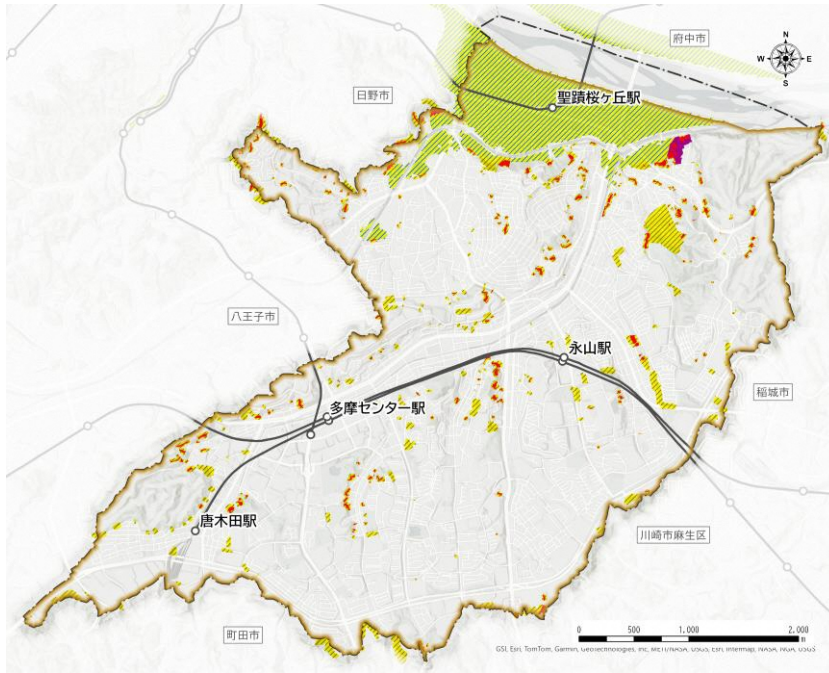 府中市
N
W E
S
聖蹟桜ヶ丘駅
日野市
八王子市
永山駅
稲城市
多摩センター駅
唐木田駅
川崎市麻生区
町田市
0 500 1,000 2,000
m
GSI, Esri, TomTom, Garmin, GeoTechnologies, Inc, METI/NASA, USGS, Esri, Intermap, NASA, NGA, USGS